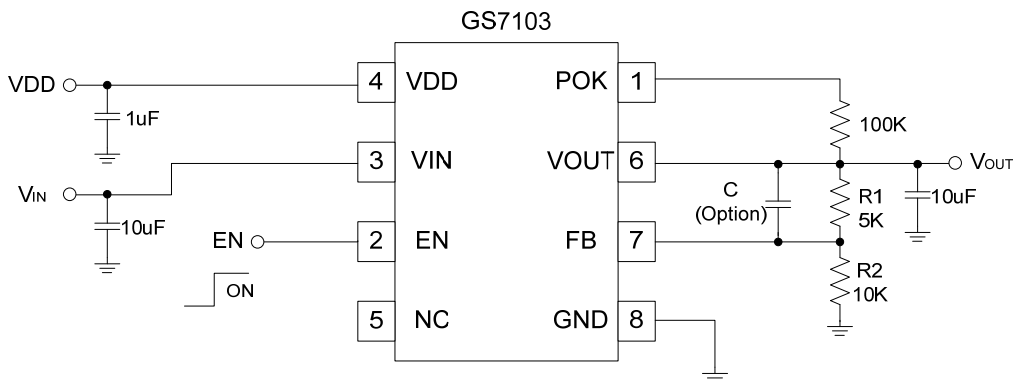 GS7103
VDD 4 VDD POK 1
1uF
100K
VIN 3 VIN VOUT 6 VOUT
10uF
C
(Option)
R1
5K
10uF
EN 2 EN FB 7
ON
R2
10K
5 NC GND 8